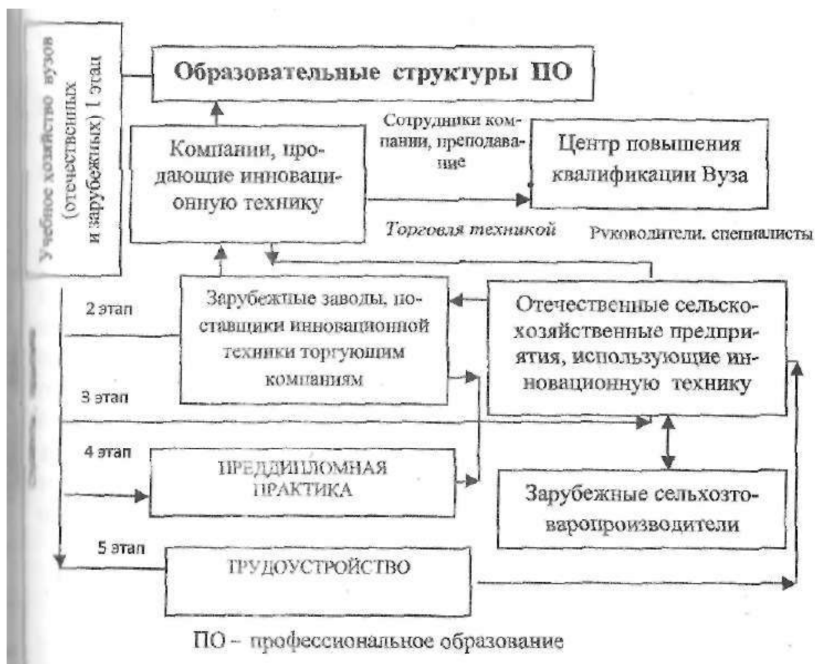 Учебное хозяйство вузов
(отечественных
и зарубежных) 1 этап
Образовательные структуры ПО
Компании, про-
дающие инноваци-
онную технику
Сотрудники ком-
пании, преподава-
ние
Центр повышения
квалификации Вуза
Торговля техникой
Руководители, специалисты
2 этап
Зарубежные заводы, по-
ставщики инновационной
техники торгующим
компаниям
Отечественные сельско-
хозяйственные предпри-
ятия, использующие ин-
новационную технику
3 этап
4 этап
ПРЕДДИПЛОМНАЯ
ПРАКТИКА
Зарубежные сельхозто-
варопроизводители
5 этап
ТРУДОУСТРОЙСТВО
ПО – профессиональное образование